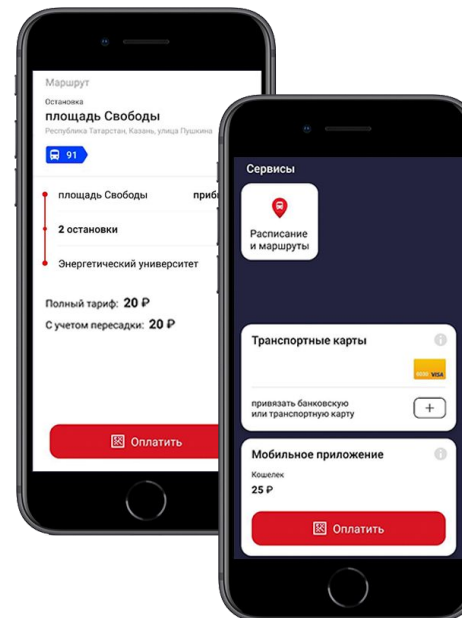 Маршрут
Остановка
площадь Свободы
Республика Татарстан, Казань, улица Пушкина
91
площадь Свободы
2 остановки
Энергетический университет
Полный тариф: 20 ₽
С учетом пересадки: 20 ₽
Оплатить
Сервисы
Расписание
и маршруты
Транспортные карты
VISA
привязать банковскую
или транспортную карту
Мобильное приложение
Кошелек
25 ₽
Оплатить